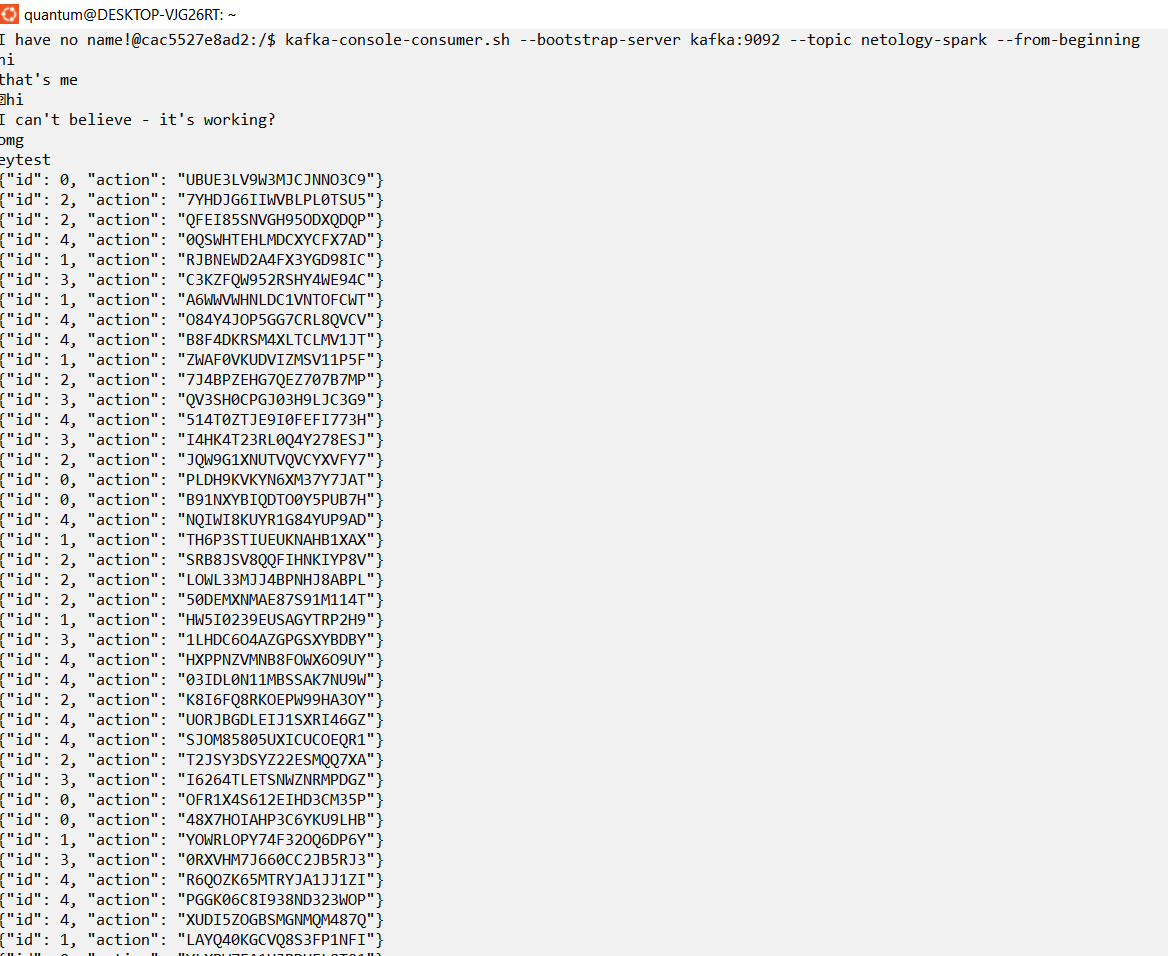 quantum@DESKTOP-VJG26RT: ~
I have no name!@cac5527e8ad2:/$ kafka-console-consumer.sh --bootstrap-server kafka:9092 --topic netology-spark --from-beginning
hi
that's me
hi
I can't believe - it's working?
omg
eytest
{"id": 0, "action": "UBUE3LV9W3MJCJNNO3C9"}
{"id": 2, "action": "7YHDJG6IIWVBLPL0TSU5"}
{"id": 2, "action": "QFEI85SNVGH95ODXQDQP"}
{"id": 4, "action": "0QSWHTEHLMDCXYCFX7AD"}
{"id": 1, "action": "RJBNEWD2A4FX3YGD98IC"}
{"id": 3, "action": "C3KZFQW952RSHY4WE94C"}
{"id": 1, "action": "A6WWVWHNLDC1VNTOFCWT"}
{"id": 4, "action": "O84Y4JOP5GG7CRL8QVCV"}
{"id": 4, "action": "B8F4DKRSM4XLTCLMV1JT"}
{"id": 1, "action": "ZWAF0VKUDVIZMSV11P5F"}
{"id": 2, "action": "7J4BPZEHG7QEZ707B7MP"}
{"id": 3, "action": "QV3SH0CPGJ03H9LJC3G9"}
{"id": 4, "action": "514T0ZTJE9I0FEFI773H"}
{"id": 3, "action": "I4HK4T23RL0Q4Y278ESJ"}
{"id": 2, "action": "JQW9G1XNUTVQVCYXVFY7"}
{"id": 0, "action": "PLDH9KVKYN6XM37Y7JAT"}
{"id": 0, "action": "B91NXYBIQDTO0Y5PUB7H"}
{"id": 4, "action": "NQIWI8KUYR1G84YUP9AD"}
{"id": 1, "action": "TH6P3STIUEUKNAHB1XAX"}
{"id": 2, "action": "SRB8JSV8QQFIHNKIYP8V"}
{"id": 2, "action": "LOWL33MJJ4BPNHJ8ABPL"}
{"id": 2, "action": "50DEMXNMAE87S91M114T"}
{"id": 1, "action": "HW5I0239EUSAGYTRP2H9"}
{"id": 3, "action": "1LHDC6O4AZGPGSXYBDBY"}
{"id": 4, "action": "HXPPNZVMNB8FOWX6O9UY"}
{"id": 4, "action": "03IDL0N11MBSSAK7NU9W"}
{"id": 2, "action": "K8I6FQ8RKOEPW99HA3OY"}
{"id": 4, "action": "UORJBGDLEIJ1SXRI46GZ"}
{"id": 4, "action": "SJOM85805UXICUCOEQR1"}
{"id": 2, "action": "T2JSY3DSYZ22ESMQQ7XA"}
{"id": 3, "action": "I6264TLETSNWZNRMPDGZ"}
{"id": 0, "action": "OFR1X4S612EIHD3CM35P"}
{"id": 0, "action": "48X7HOIAHP3C6YKU9LHB"}
{"id": 1, "action": "YOWRLOPY74F32OQ6DP6Y"}
{"id": 3, "action": "0RXVHM7J660CC2JB5RJ3"}
{"id": 4, "action": "R6QOZK65MTRYJA1JJ1ZI"}
{"id": 4, "action": "PGGK06C8I938ND323WOP"}
{"id": 4, "action": "XUDI5ZOGBSMGNMQM487Q"}
{"id": 1, "action": "LAYQ40KGCVQ8S3FP1NFI"}